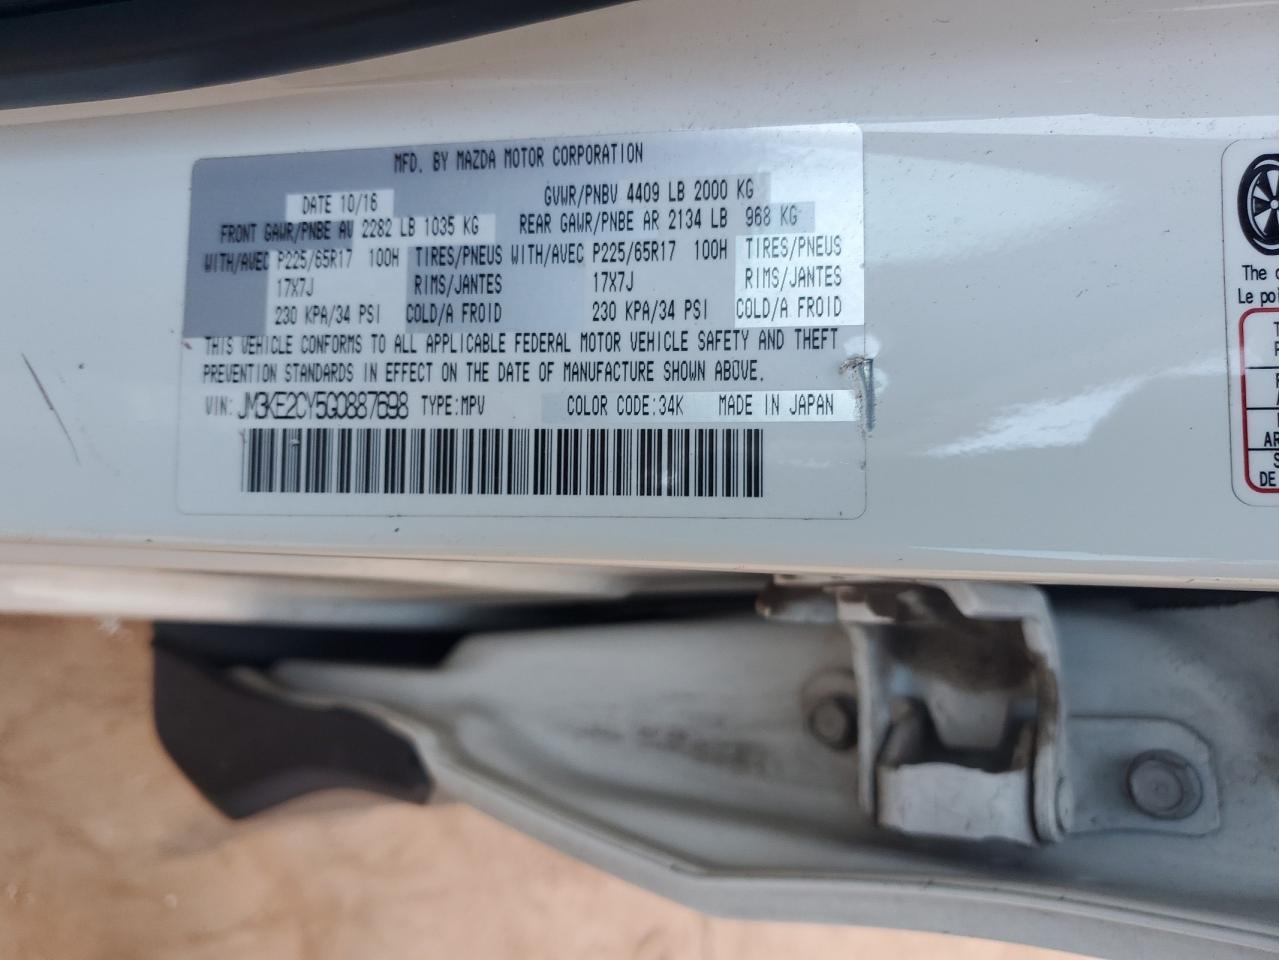 MFD. BY MAZDA MOTOR CORPORATION
DATE 10/16 GVWR/PNBV 4409 LB 2000 KG
FRONT GAWR/PNBE AV 2282 LB 1035 KG REAR GAWR/PNBE AR 2134 LB 968 KG
WITH/AVEC P225/65R17 100H TIRES/PNEUS WITH/AVEC P225/65R17 100H TIRES/PNEUS
17X7J RIMS/JANTES 17X7J RIMS/JANTES
230 KPA/34 PSI COLD/A FROID 230 KPA/34 PSI COLD/A FROID
THIS VEHICLE CONFORMS TO ALL APPLICABLE FEDERAL MOTOR VEHICLE SAFETY AND THEFT
PREVENTION STANDARDS IN EFFECT ON THE DATE OF MANUFACTURE SHOWN ABOVE.
VIN: JM3KE2CY5G0887698 TYPE:MPV COLOR CODE:34K MADE IN JAPAN
The
Le
AR
DE